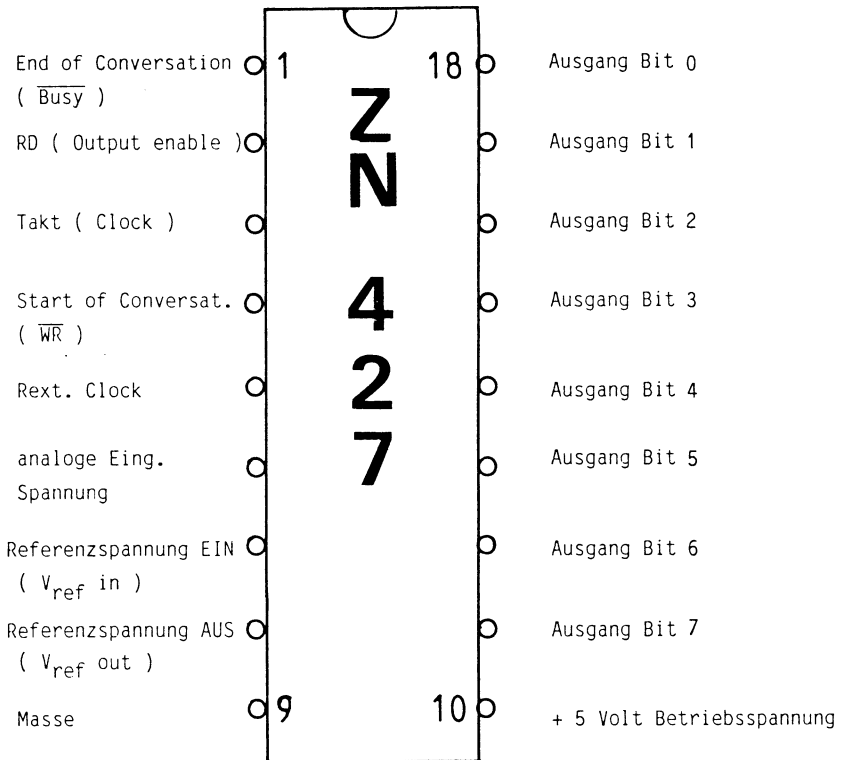 End of Conversation 1 18 Ausgang Bit 0
( Busy )
RD ( Output enable ) Ausgang Bit 1
Takt ( Clock ) Ausgang Bit 2
Start of Conversat. Ausgang Bit 3
( WR )
Rext. Clock Ausgang Bit 4
analoge Eing. Ausgang Bit 5
Spannung
Referenzspannung EIN Ausgang Bit 6
( Vref in )
Referenzspannung AUS Ausgang Bit 7
( Vref out )
Masse 9 10 + 5 Volt Betriebsspannung
Z
N
4
2
7